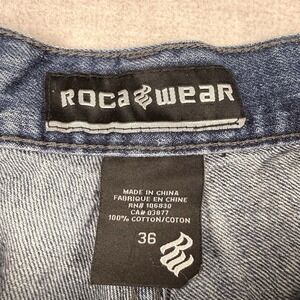 ROCA WEAR
MADE IN CHINA
FABRIQUE EN CHINE
RN# 106830
CA# 03877
100% COTTON/COTON
36